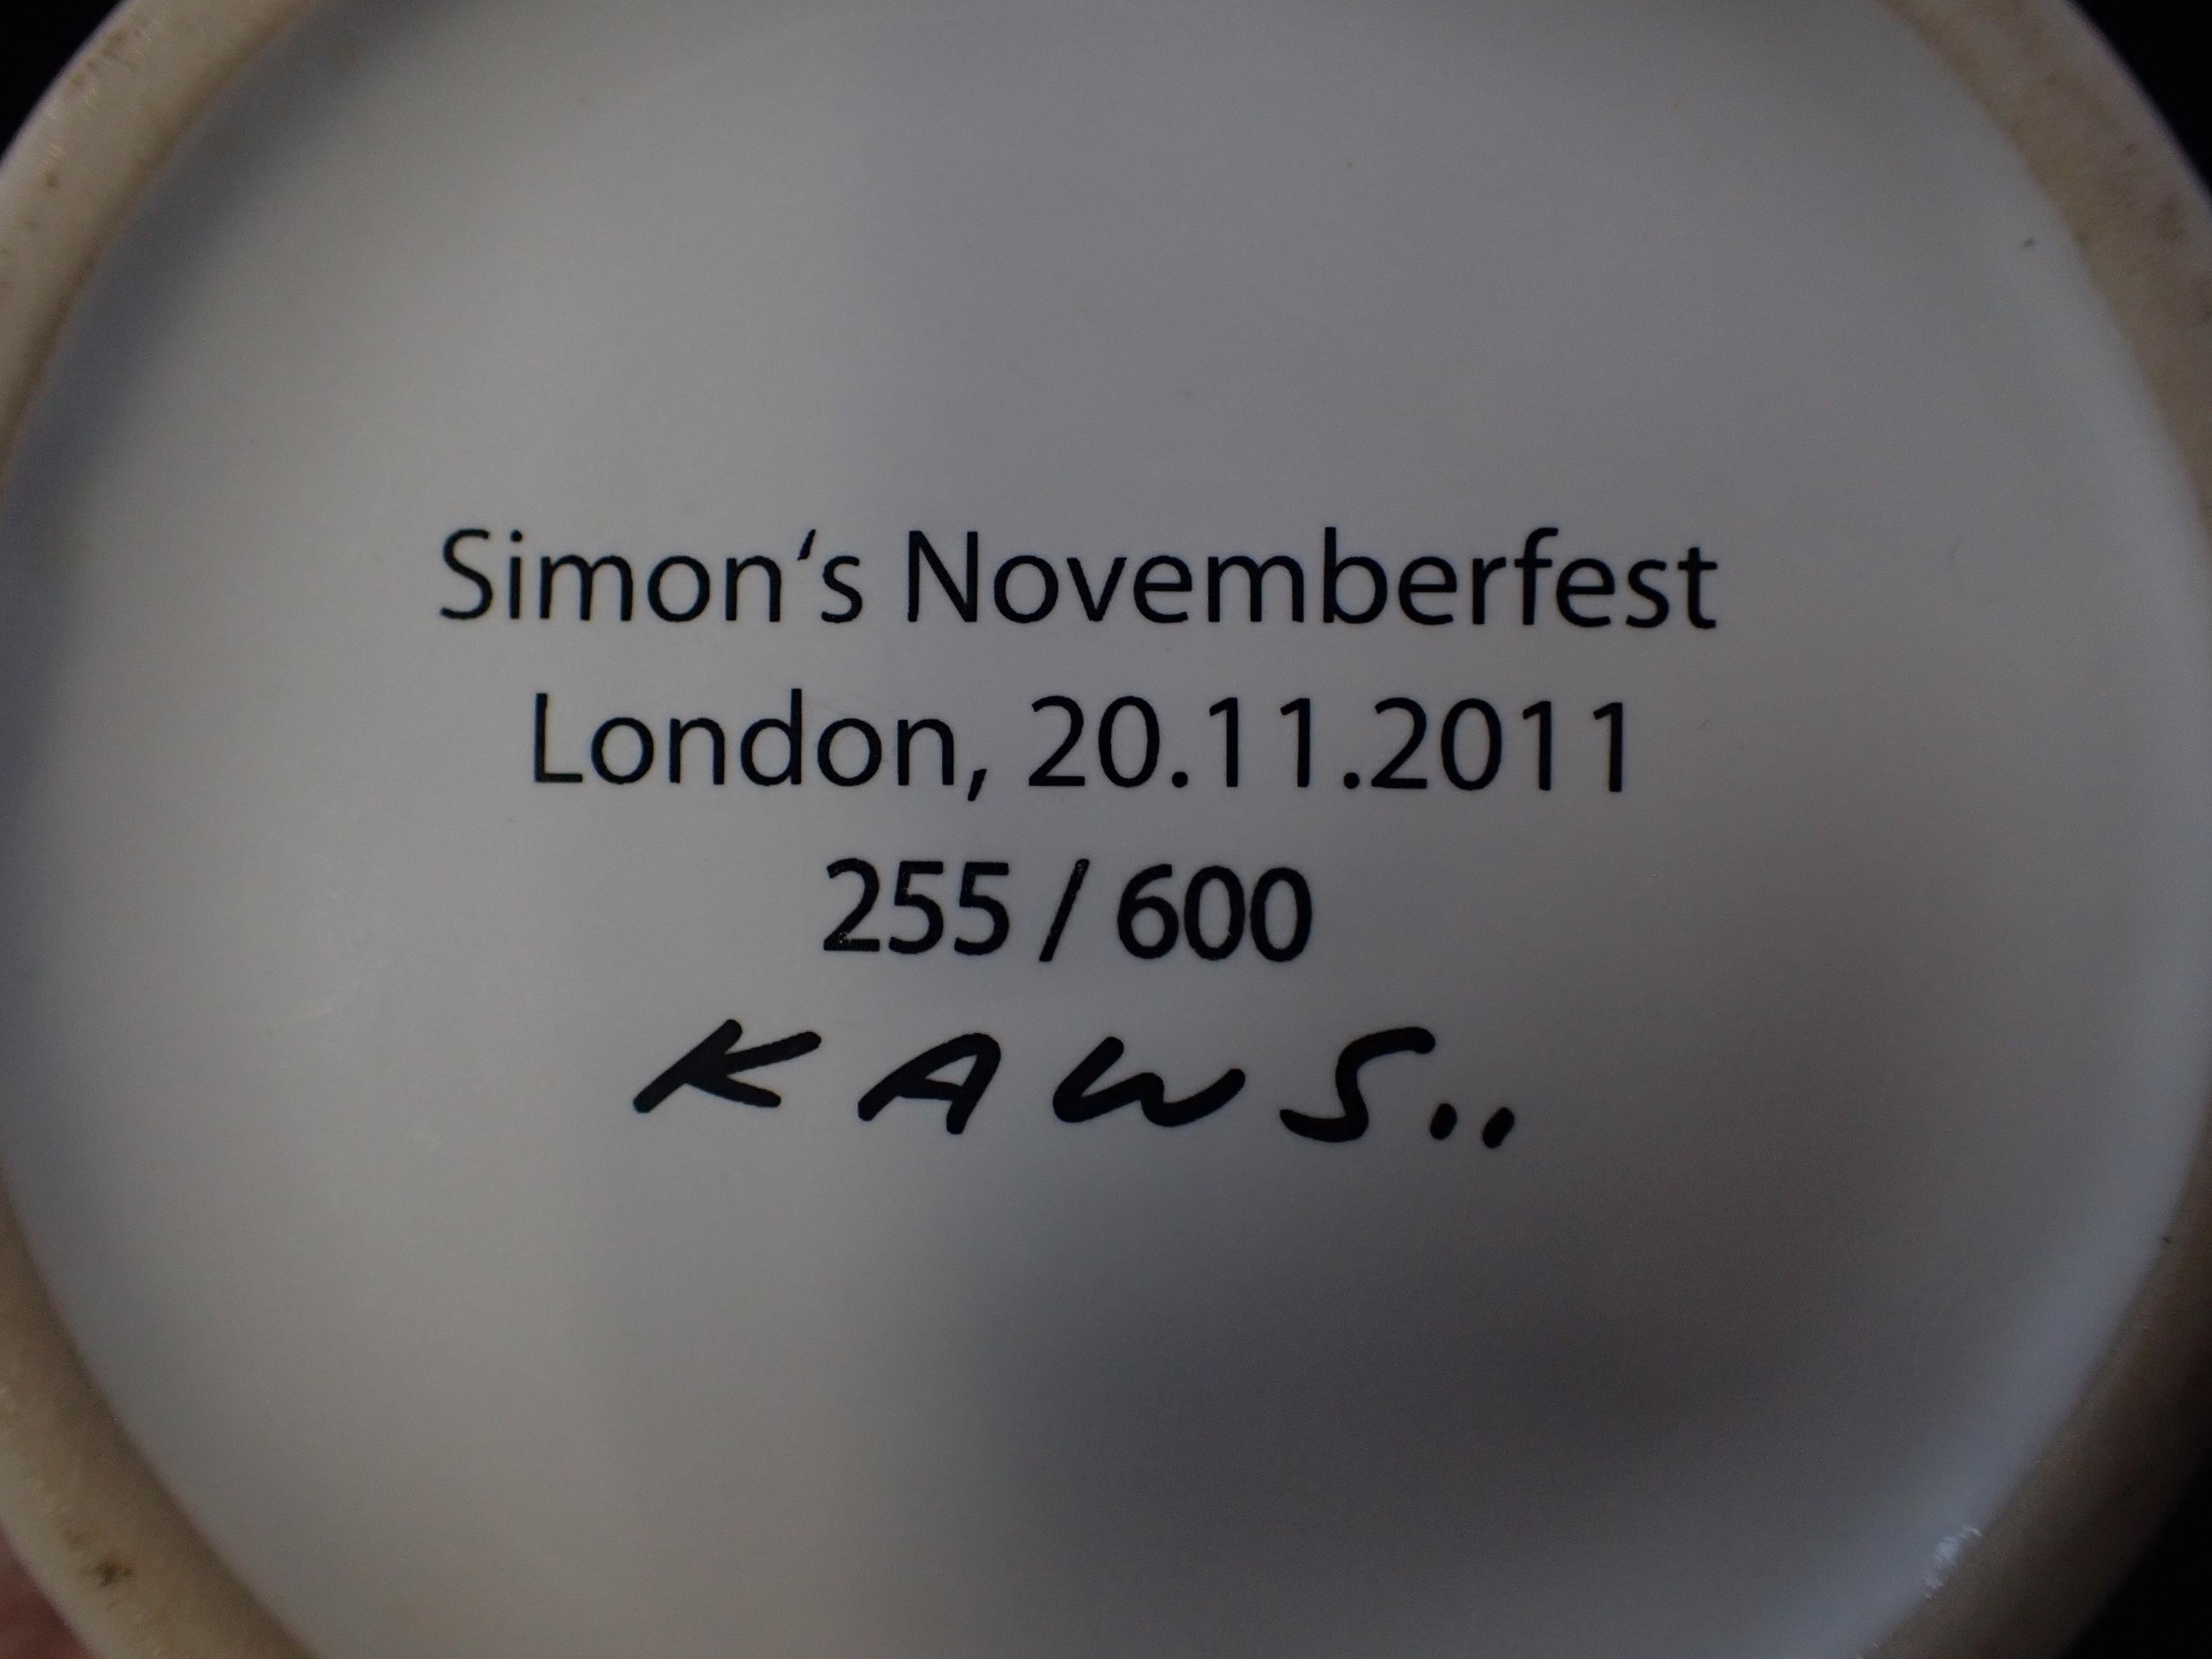 Simon‘s Novemberfest
London, 20.11.2011
255 / 600
KAWS..